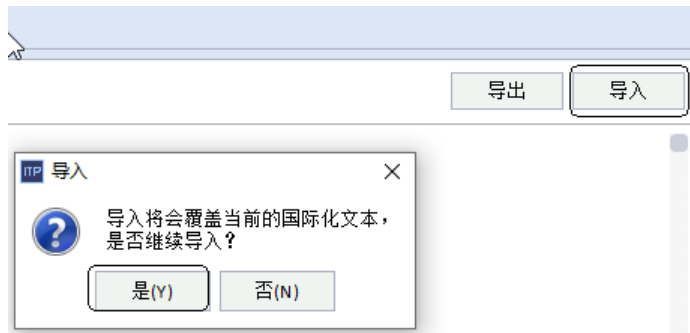 导出 导入
ITP 导入
导入将会覆盖当前的国际化文本，
是否继续导入？
是(Y) 否(N)